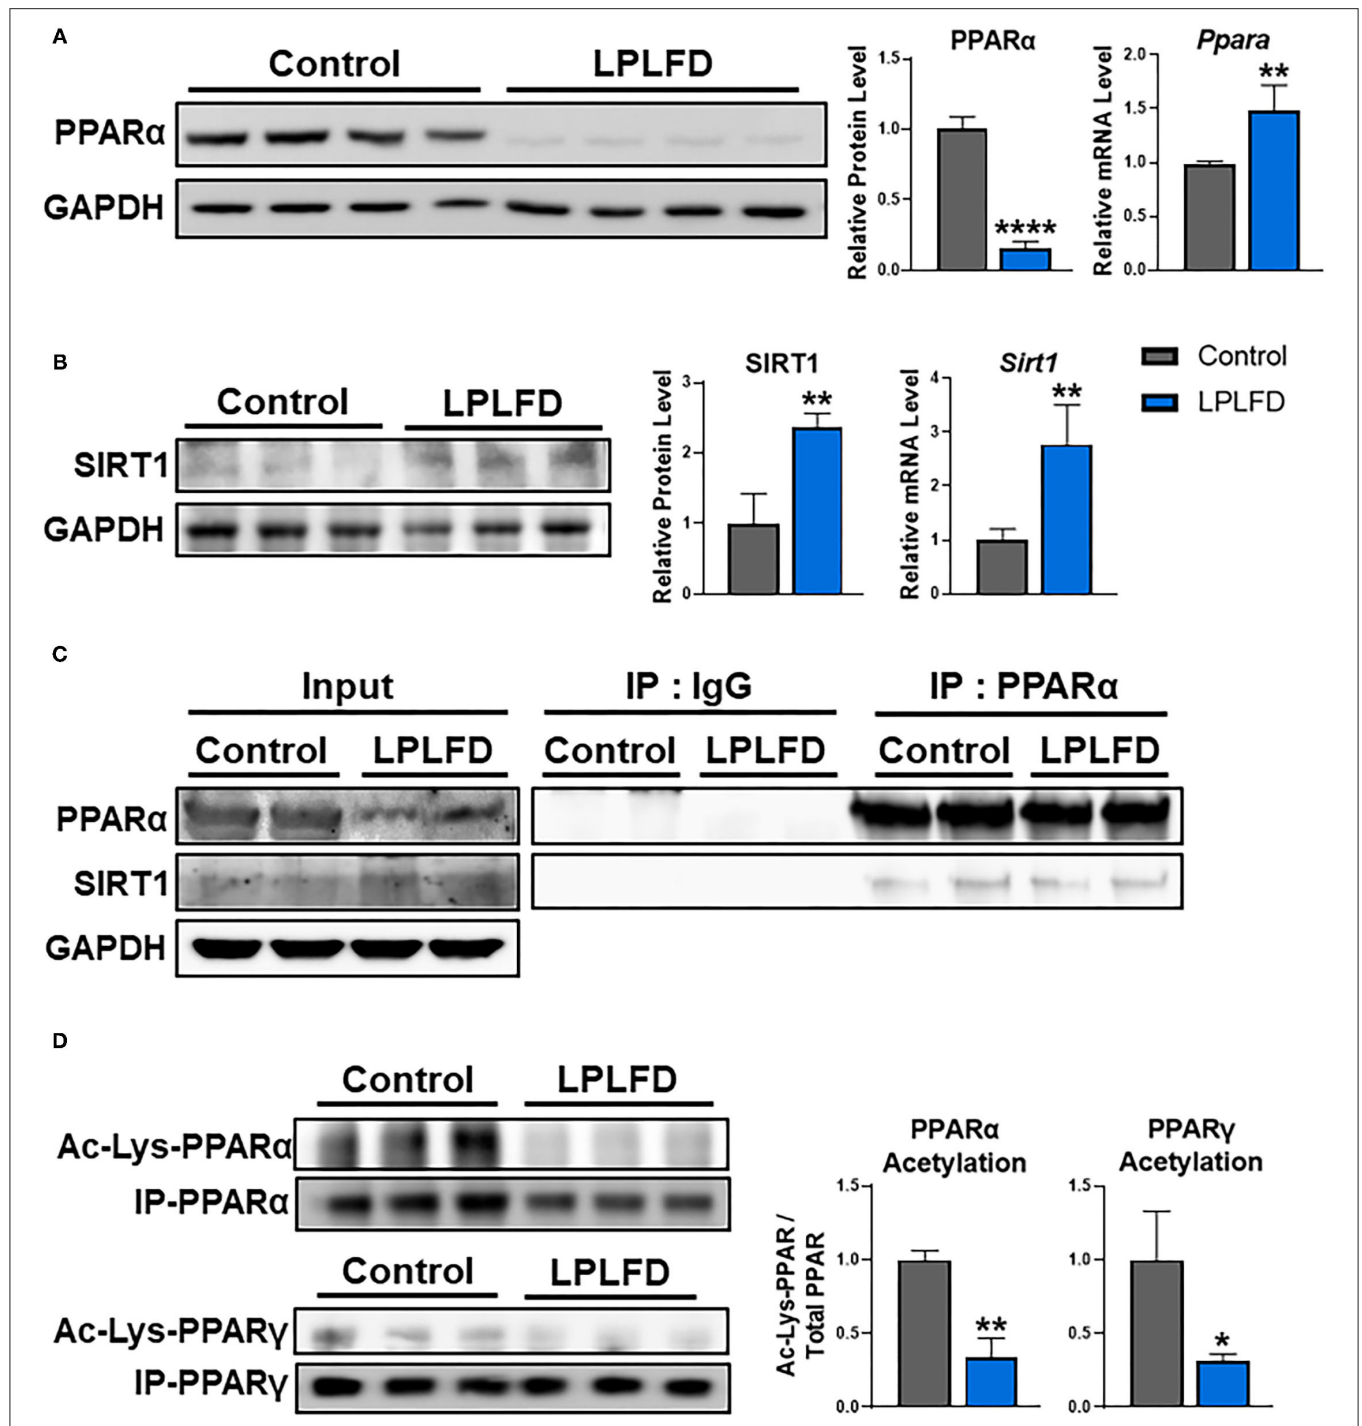 A
Control LPLFD
PPARα
GAPDH
PPARα
Relative Protein Level
1.5
1.0
0.5
0.0
****
Ppara
Relative mRNA Level
2.0
1.5
1.0
0.5
0.0
**
B
Control LPLFD
SIRT1
GAPDH
SIRT1
Relative Protein Level
3
2
1
0
**
Sirt1
Relative mRNA Level
4
3
2
1
0
**
Control
LPLFD
C
Input IP : IgG IP : PPARα
Control LPLFD Control LPLFD Control LPLFD
PPARα
SIRT1
GAPDH
D
Control LPLFD
Ac-Lys-PPARα
IP-PPARα
Control LPLFD
Ac-Lys-PPARγ
IP-PPARγ
PPARα
Acetylation
Ac-Lys-PPAR /
Total PPAR
1.5
1.0
0.5
0.0
**
PPARγ
Acetylation
1.5
1.0
0.5
0.0
*